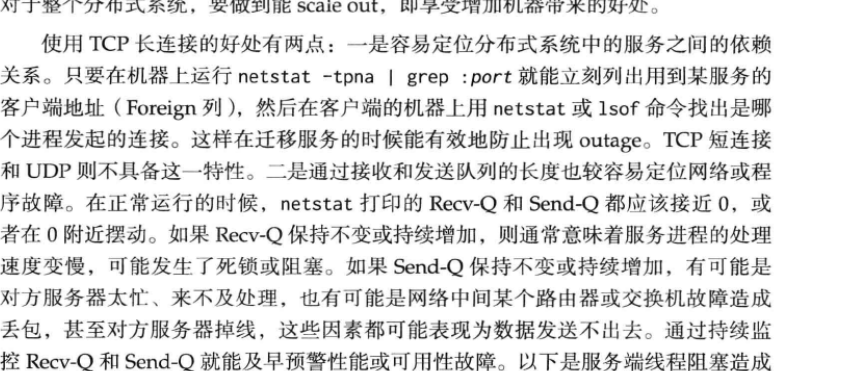 对于整个分布式系统，要做到能 scale out，即享受增加机器带来的好处。
使用 TCP 长连接的好处有两点：一是容易定位分布式系统中的服务之间的依赖
关系。只要在机器上运行 netstat -tpna | grep :port 就能立刻列出用到某服务的
客户端地址（Foreign 列），然后在客户端的机器上用 netstat 或 lsof 命令找出是哪
个进程发起的连接。这样在迁移服务的时候能有效地防止出现 outage。TCP 短连接
和 UDP 则不具备这一特性。二是通过接收和发送队列的长度也较容易定位网络或程
序故障。在正常运行的时候，netstat 打印的 Recv-Q 和 Send-Q 都应该接近 0，或
者在 0 附近摆动。如果 Recv-Q 保持不变或持续增加，则通常意味着服务进程的处理
速度变慢，可能发生了死锁或阻塞。如果 Send-Q 保持不变或持续增加，有可能是
对方服务器太忙、来不及处理，也有可能是网络中间某个路由器或交换机故障造成
丢包，甚至对方服务器掉线，这些因素都可能表现为数据发送不出去。通过持续监
控 Recv-Q 和 Send-Q 就能及早预警性能或可用性故障。以下是服务端线程阻塞造成